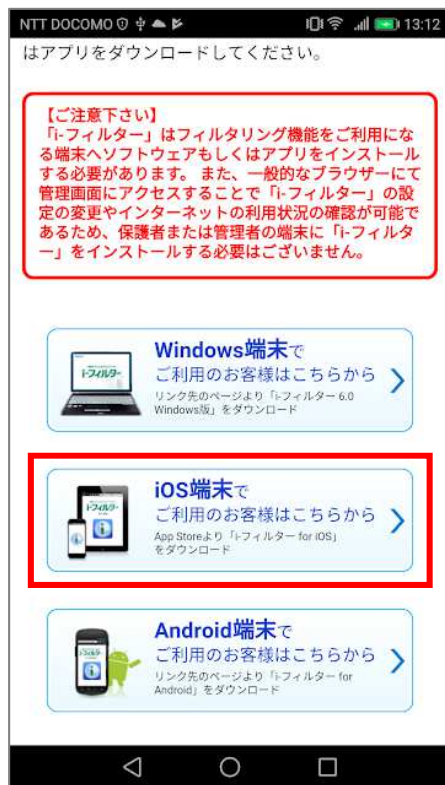 NTT DOCOMO 13:12
はアプリをダウンロードしてください。
【ご注意下さい】
「i-フィルター」はフィルタリング機能をご利用にな
る端末へソフトウェアもしくはアプリをインストール
する必要があります。 また、一般的なブラウザーにて
管理画面にアクセスすることで「i-フィルター」の設
定の変更やインターネットの利用状況の確認が可能で
あるため、保護者または管理者の端末に「i-フィルタ
ー」をインストールする必要はございません。
Windows端末で
ご利用のお客様はこちらから
リンク先のページより「i-フィルター 6.0
Windows版」をダウンロード
i-フィルター
iOS端末で
ご利用のお客様はこちらから
App Storeより「i-フィルター for iOS」
をダウンロード
i-フィルター
Android端末で
ご利用のお客様はこちらから
リンク先のページより「i-フィルター for
Android」をダウンロード
i-フィルター